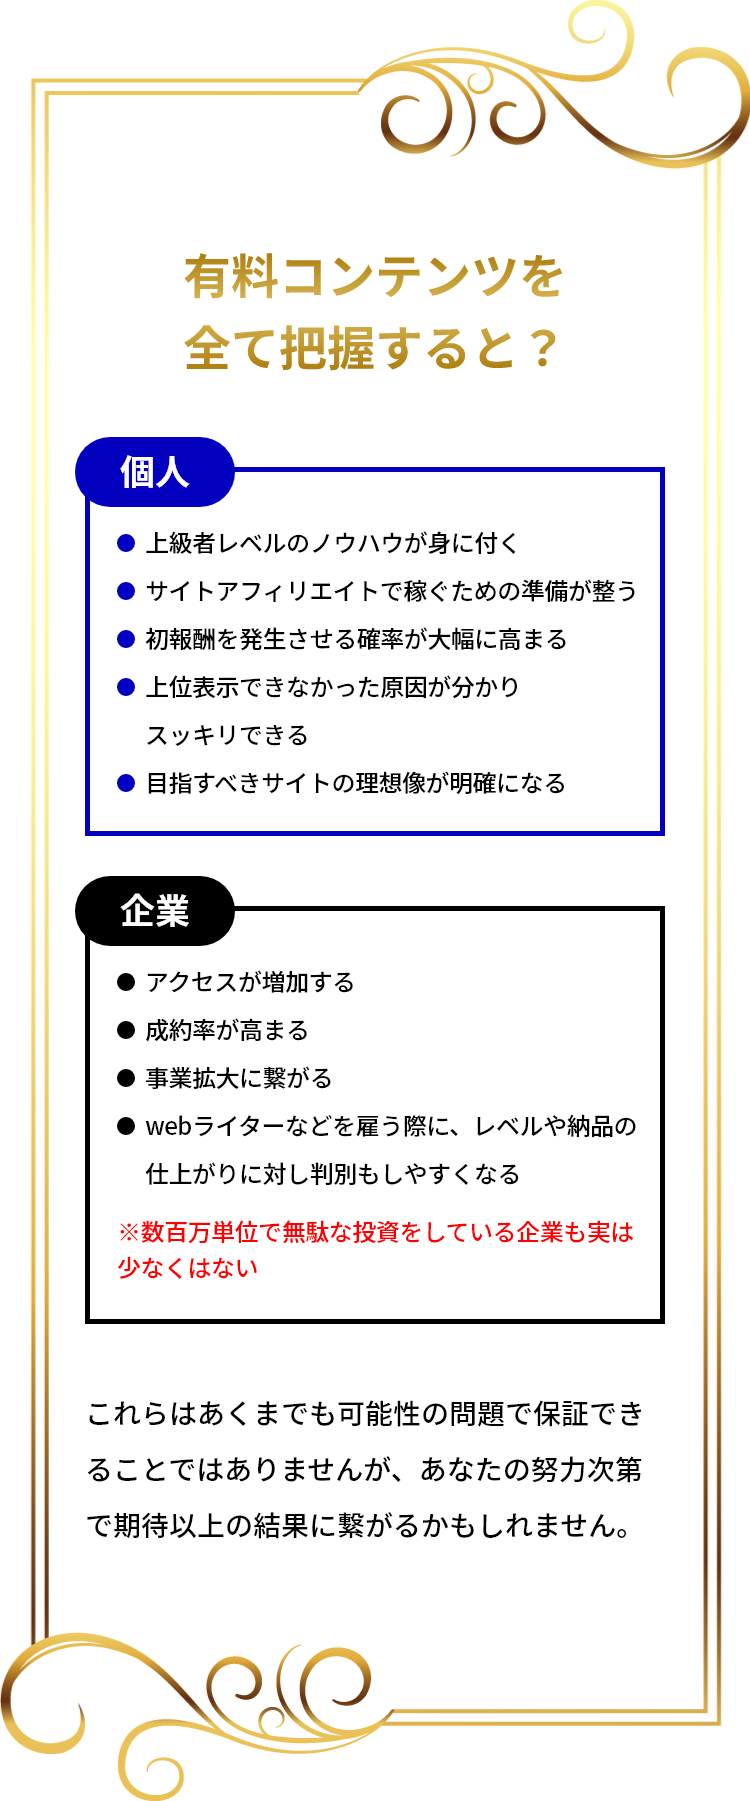 有料コンテンツを
全て把握すると？
個人
● 上級者レベルのノウハウが身に付く
● サイトアフィリエイトで稼ぐための準備が整う
● 初報酬を発生させる確率が大幅に高まる
● 上位表示できなかった原因が分かり
スッキリできる
● 目指すべきサイトの理想像が明確になる
企業
● アクセスが増加する
● 成約率が高まる
● 事業拡大に繋がる
● webライターなどを雇う際に、レベルや納品の
仕上がりに対し判別もしやすくなる
※数百万単位で無駄な投資をしている企業も実は
少なくはない
これらはあくまでも可能性の問題で保証でき
ることではありませんが、あなたの努力次第
で期待以上の結果に繋がるかもしれません。